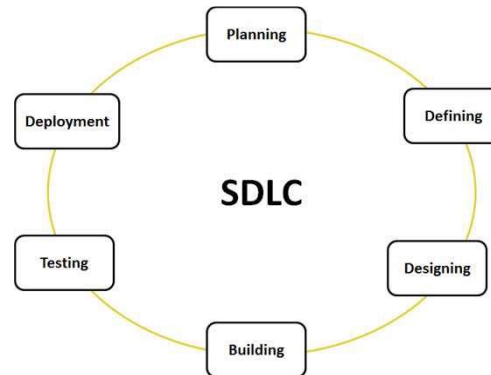 Planning
Defining
Designing
Building
Testing
Deployment
SDLC